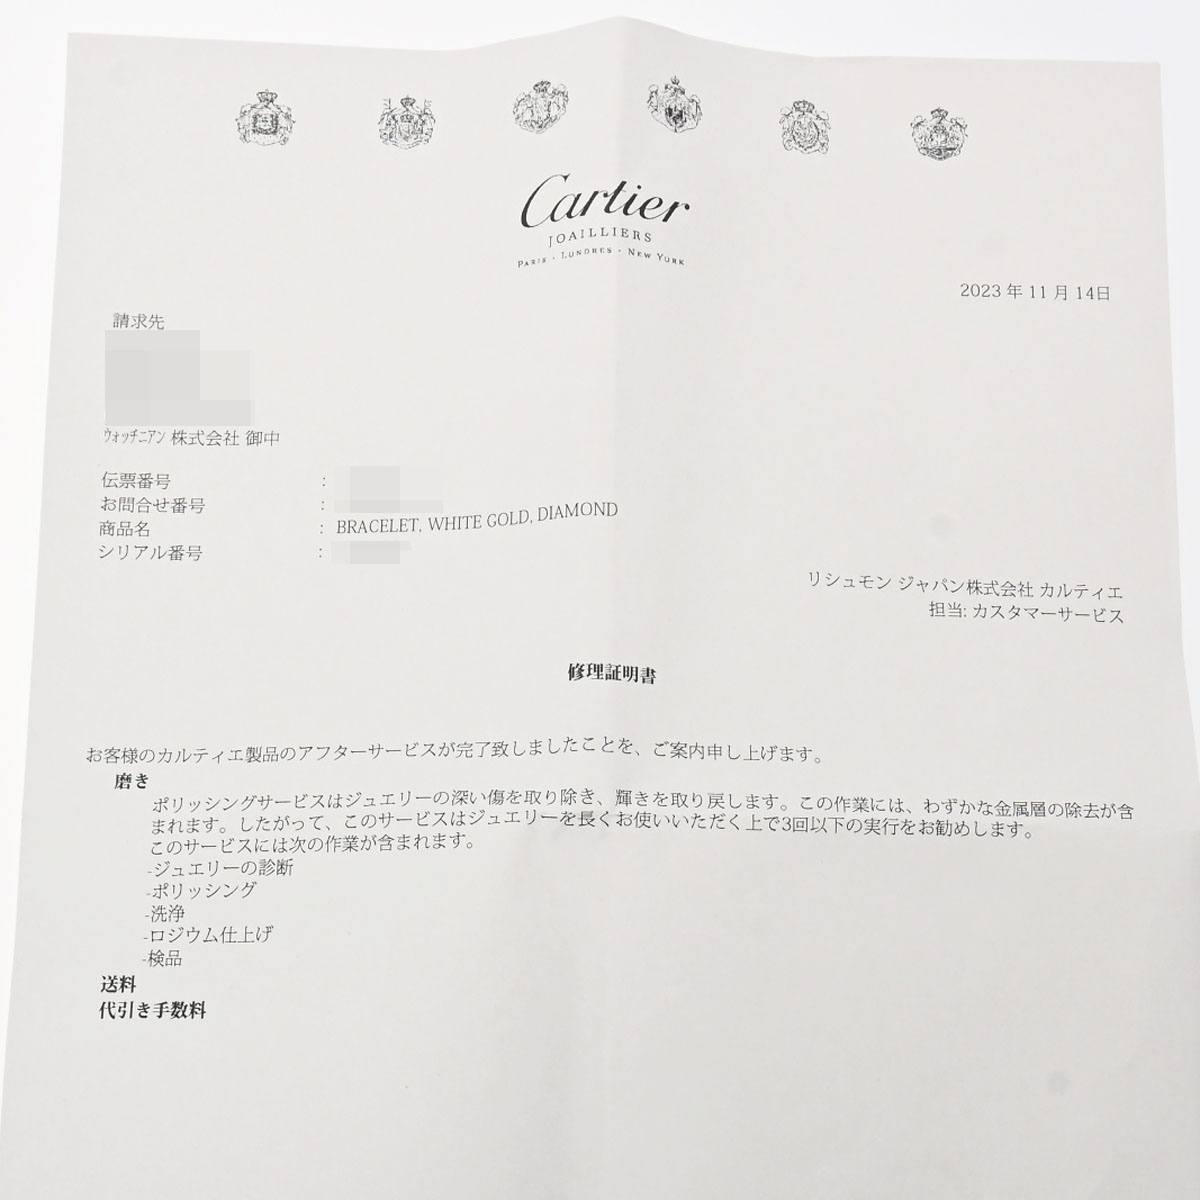 Cartier
JOAILLIERS
PARIS - LONDRES - NEW YORK
2023 年 11 月 14日
請求先
ｳｫｯﾁﾆｱﾝ 株式会社 御中
伝票番号 :
お問合せ番号 :
商品名 : BRACELET, WHITE GOLD, DIAMOND
シリアル番号 :
リシュモン ジャパン株式会社 カルティエ
担当: カスタマーサービス
修理証明書
お客様のカルティエ製品のアフターサービスが完了致しましたことを、ご案内申し上げます。
磨き
ポリッシングサービスはジュエリーの深い傷を取り除き、輝きを取り戻します。この作業には、わずかな金属層の除去が含
まれます。したがって、このサービスはジュエリーを長くお使いいただく上で3回以下の実行をお勧めします。
このサービスには次の作業が含まれます。
-ジュエリーの診断
-ポリッシング
-洗浄
-ロジウム仕上げ
-検品
送料
代引き手数料